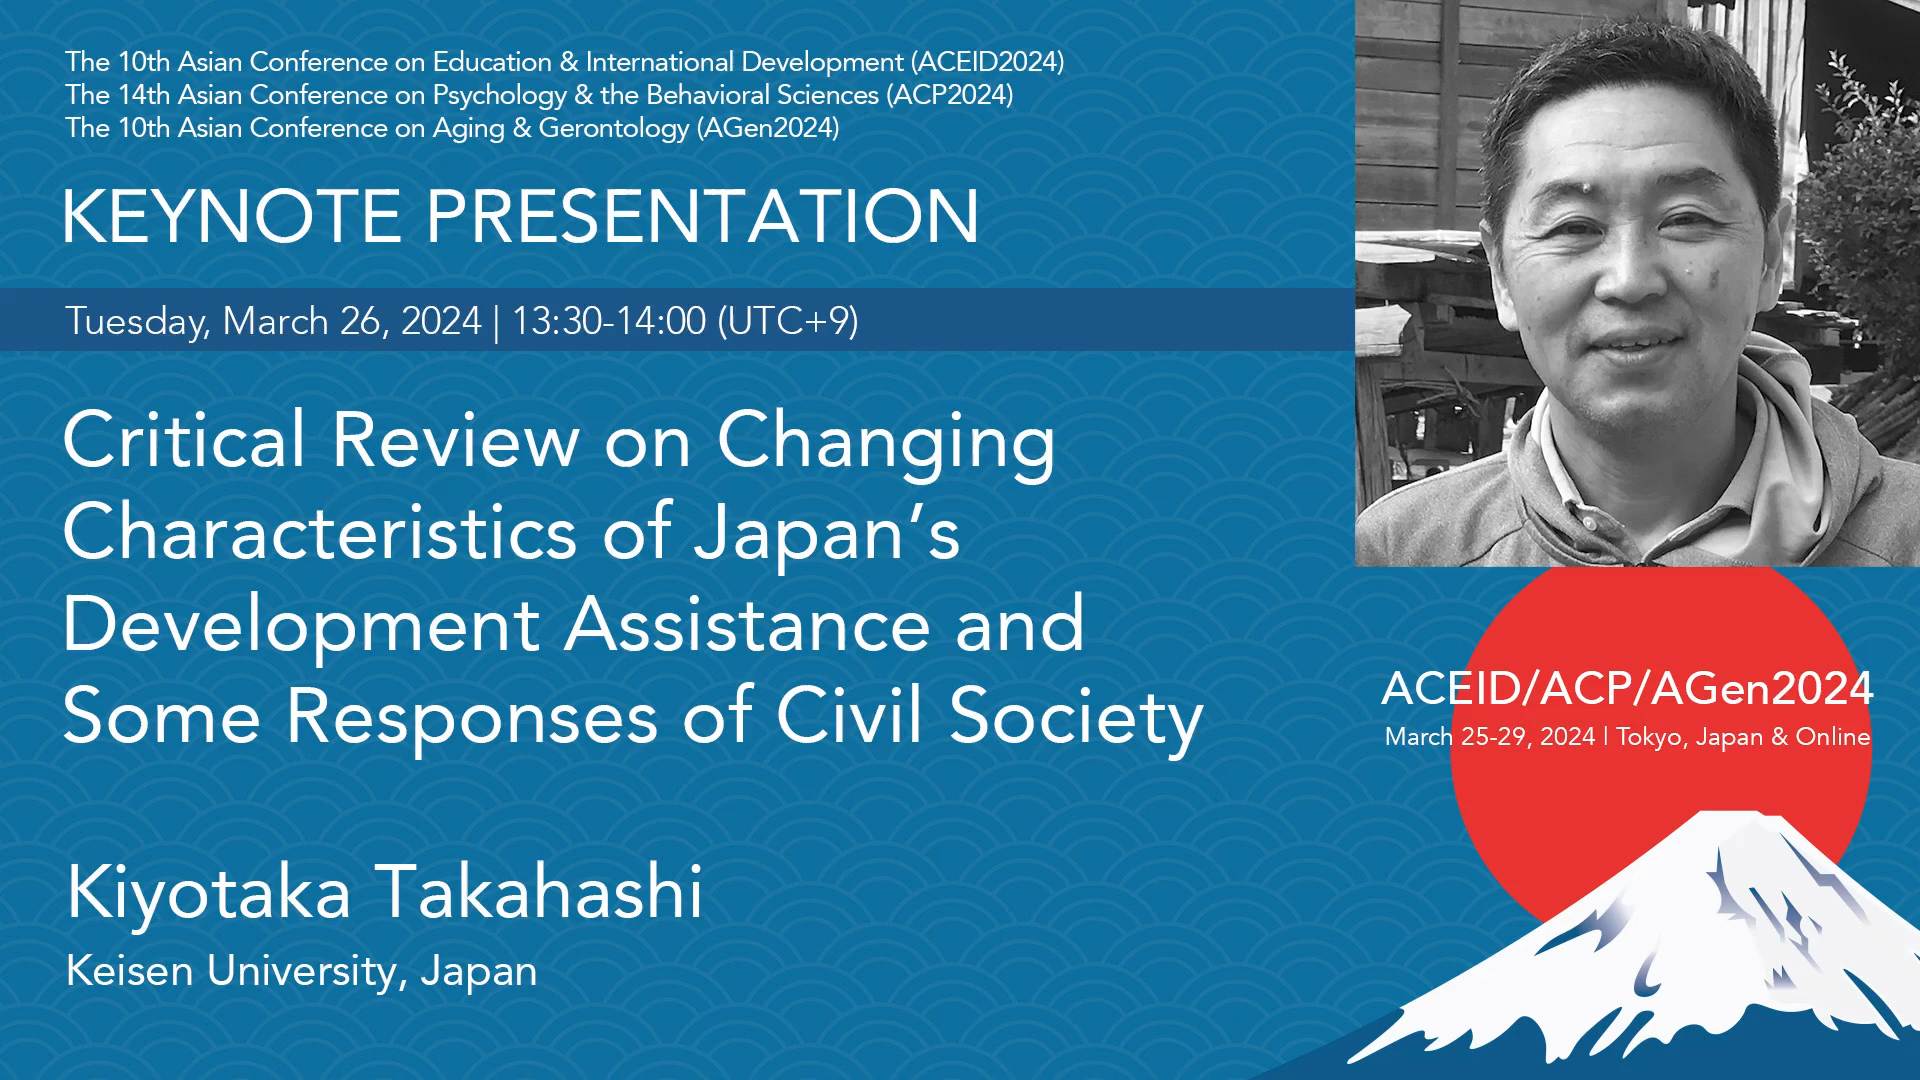 The 10th Asian Conference on Education & International Development (ACEID2024)
The 14th Asian Conference on Psychology & the Behavioral Sciences (ACP2024)
The 10th Asian Conference on Aging & Gerontology (AGen2024)
KEYNOTE PRESENTATION
Tuesday, March 26, 2024 | 13:30-14:00 (UTC+9)
Critical Review on Changing
Characteristics of Japan’s
Development Assistance and
Some Responses of Civil Society
Kiyotaka Takahashi
Keisen University, Japan
ACEID/ACP/AGen2024
March 25-29, 2024 | Tokyo, Japan & Online